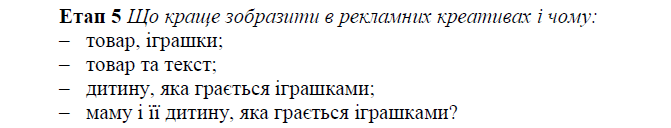 Етап 5 Що краще зобразити в рекламних креативах і чому:
– товар, іграшки;
– товар та текст;
– дитину, яка грається іграшками;
– маму і її дитину, яка грається іграшками?